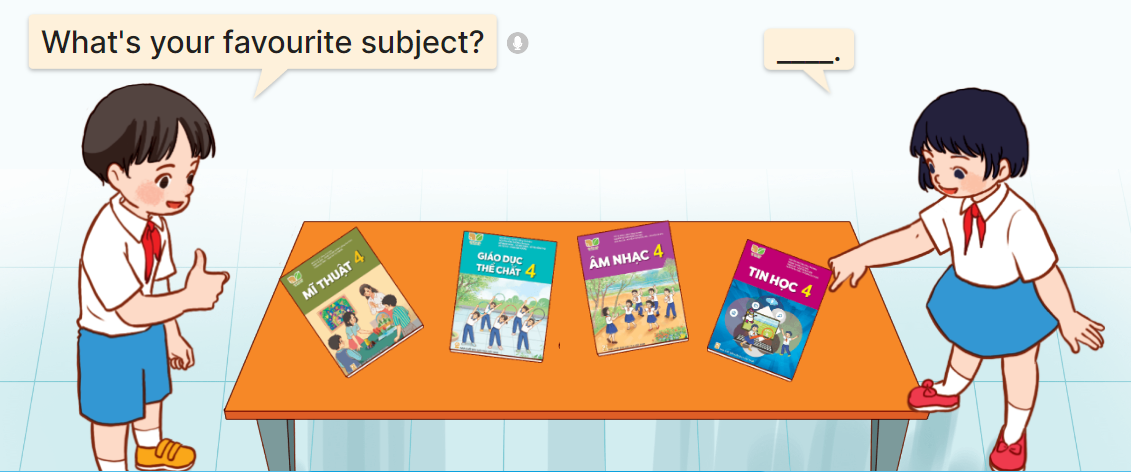 What's your favourite subject?
____.
MĨ THUẬT 4
GIÁO DỤC
THỂ CHẤT 4
ÂM NHẠC 4
TIN HỌC 4